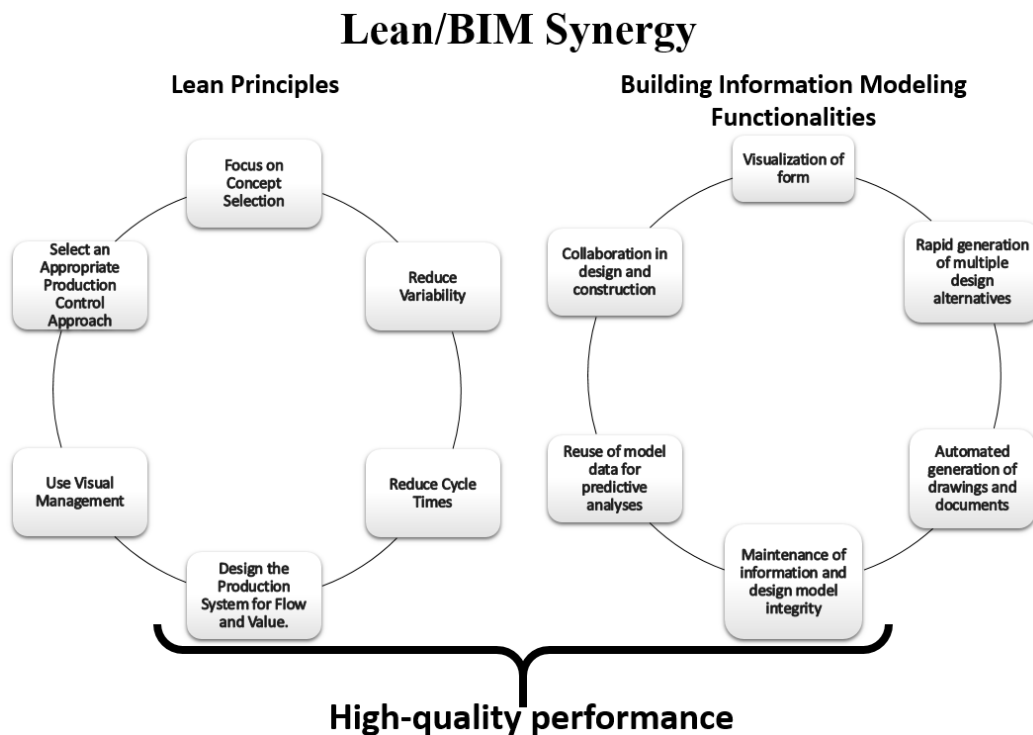 Lean/BIM Synergy
Lean Principles
Focus on
Concept
Selection
Reduce
Variability
Reduce Cycle
Times
Design the
Production
System for Flow
and Value.
Use Visual
Management
Select an
Appropriate
Production
Control
Approach
Building Information Modeling
Functionalities
Visualization of
form
Rapid generation
of multiple
design
alternatives
Automated
generation of
drawings and
documents
Maintenance of
information and
design model
integrity
Reuse of model
data for
predictive
analyses
Collaboration in
design and
construction
High-quality performance